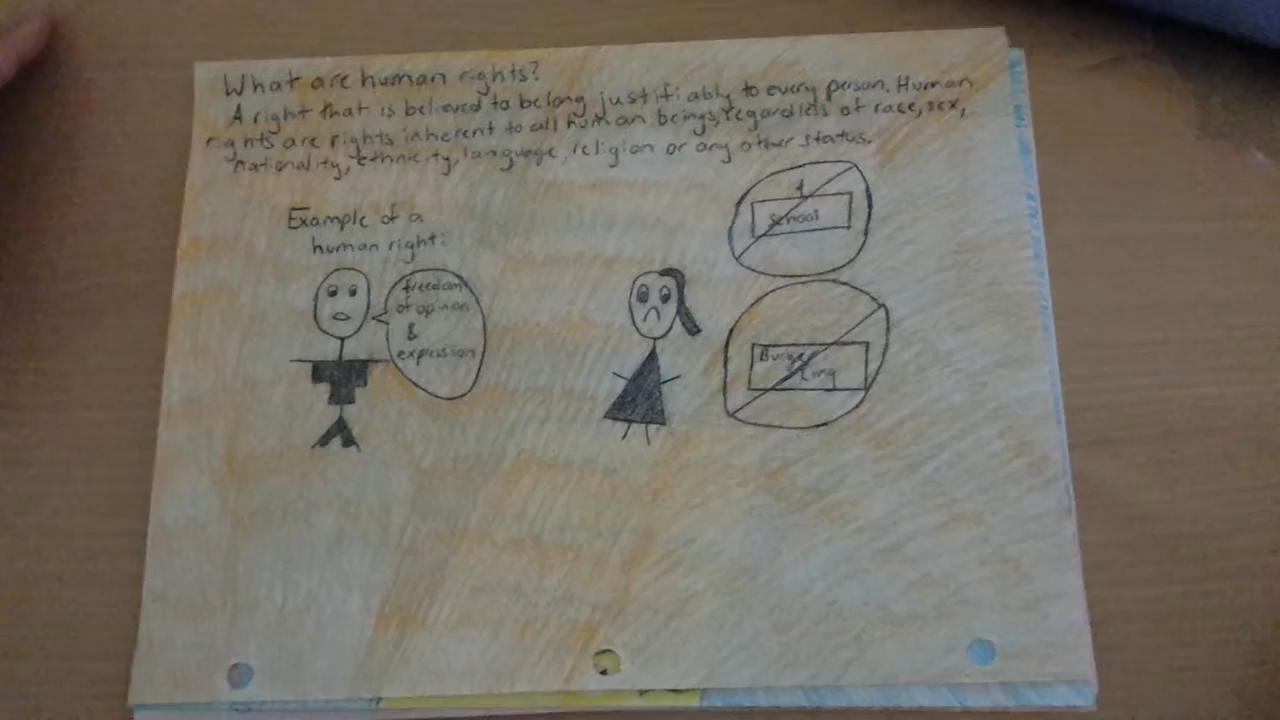 What are human rights?
A right that is believed to belong justifiably to every person. Human
rights are rights inherent to all human beings, regardless of race, sex,
nationality, ethnicity, language, religion or any other status.
Example of a
human right:
freedom
of opinion
&
expression
School
Burger
King